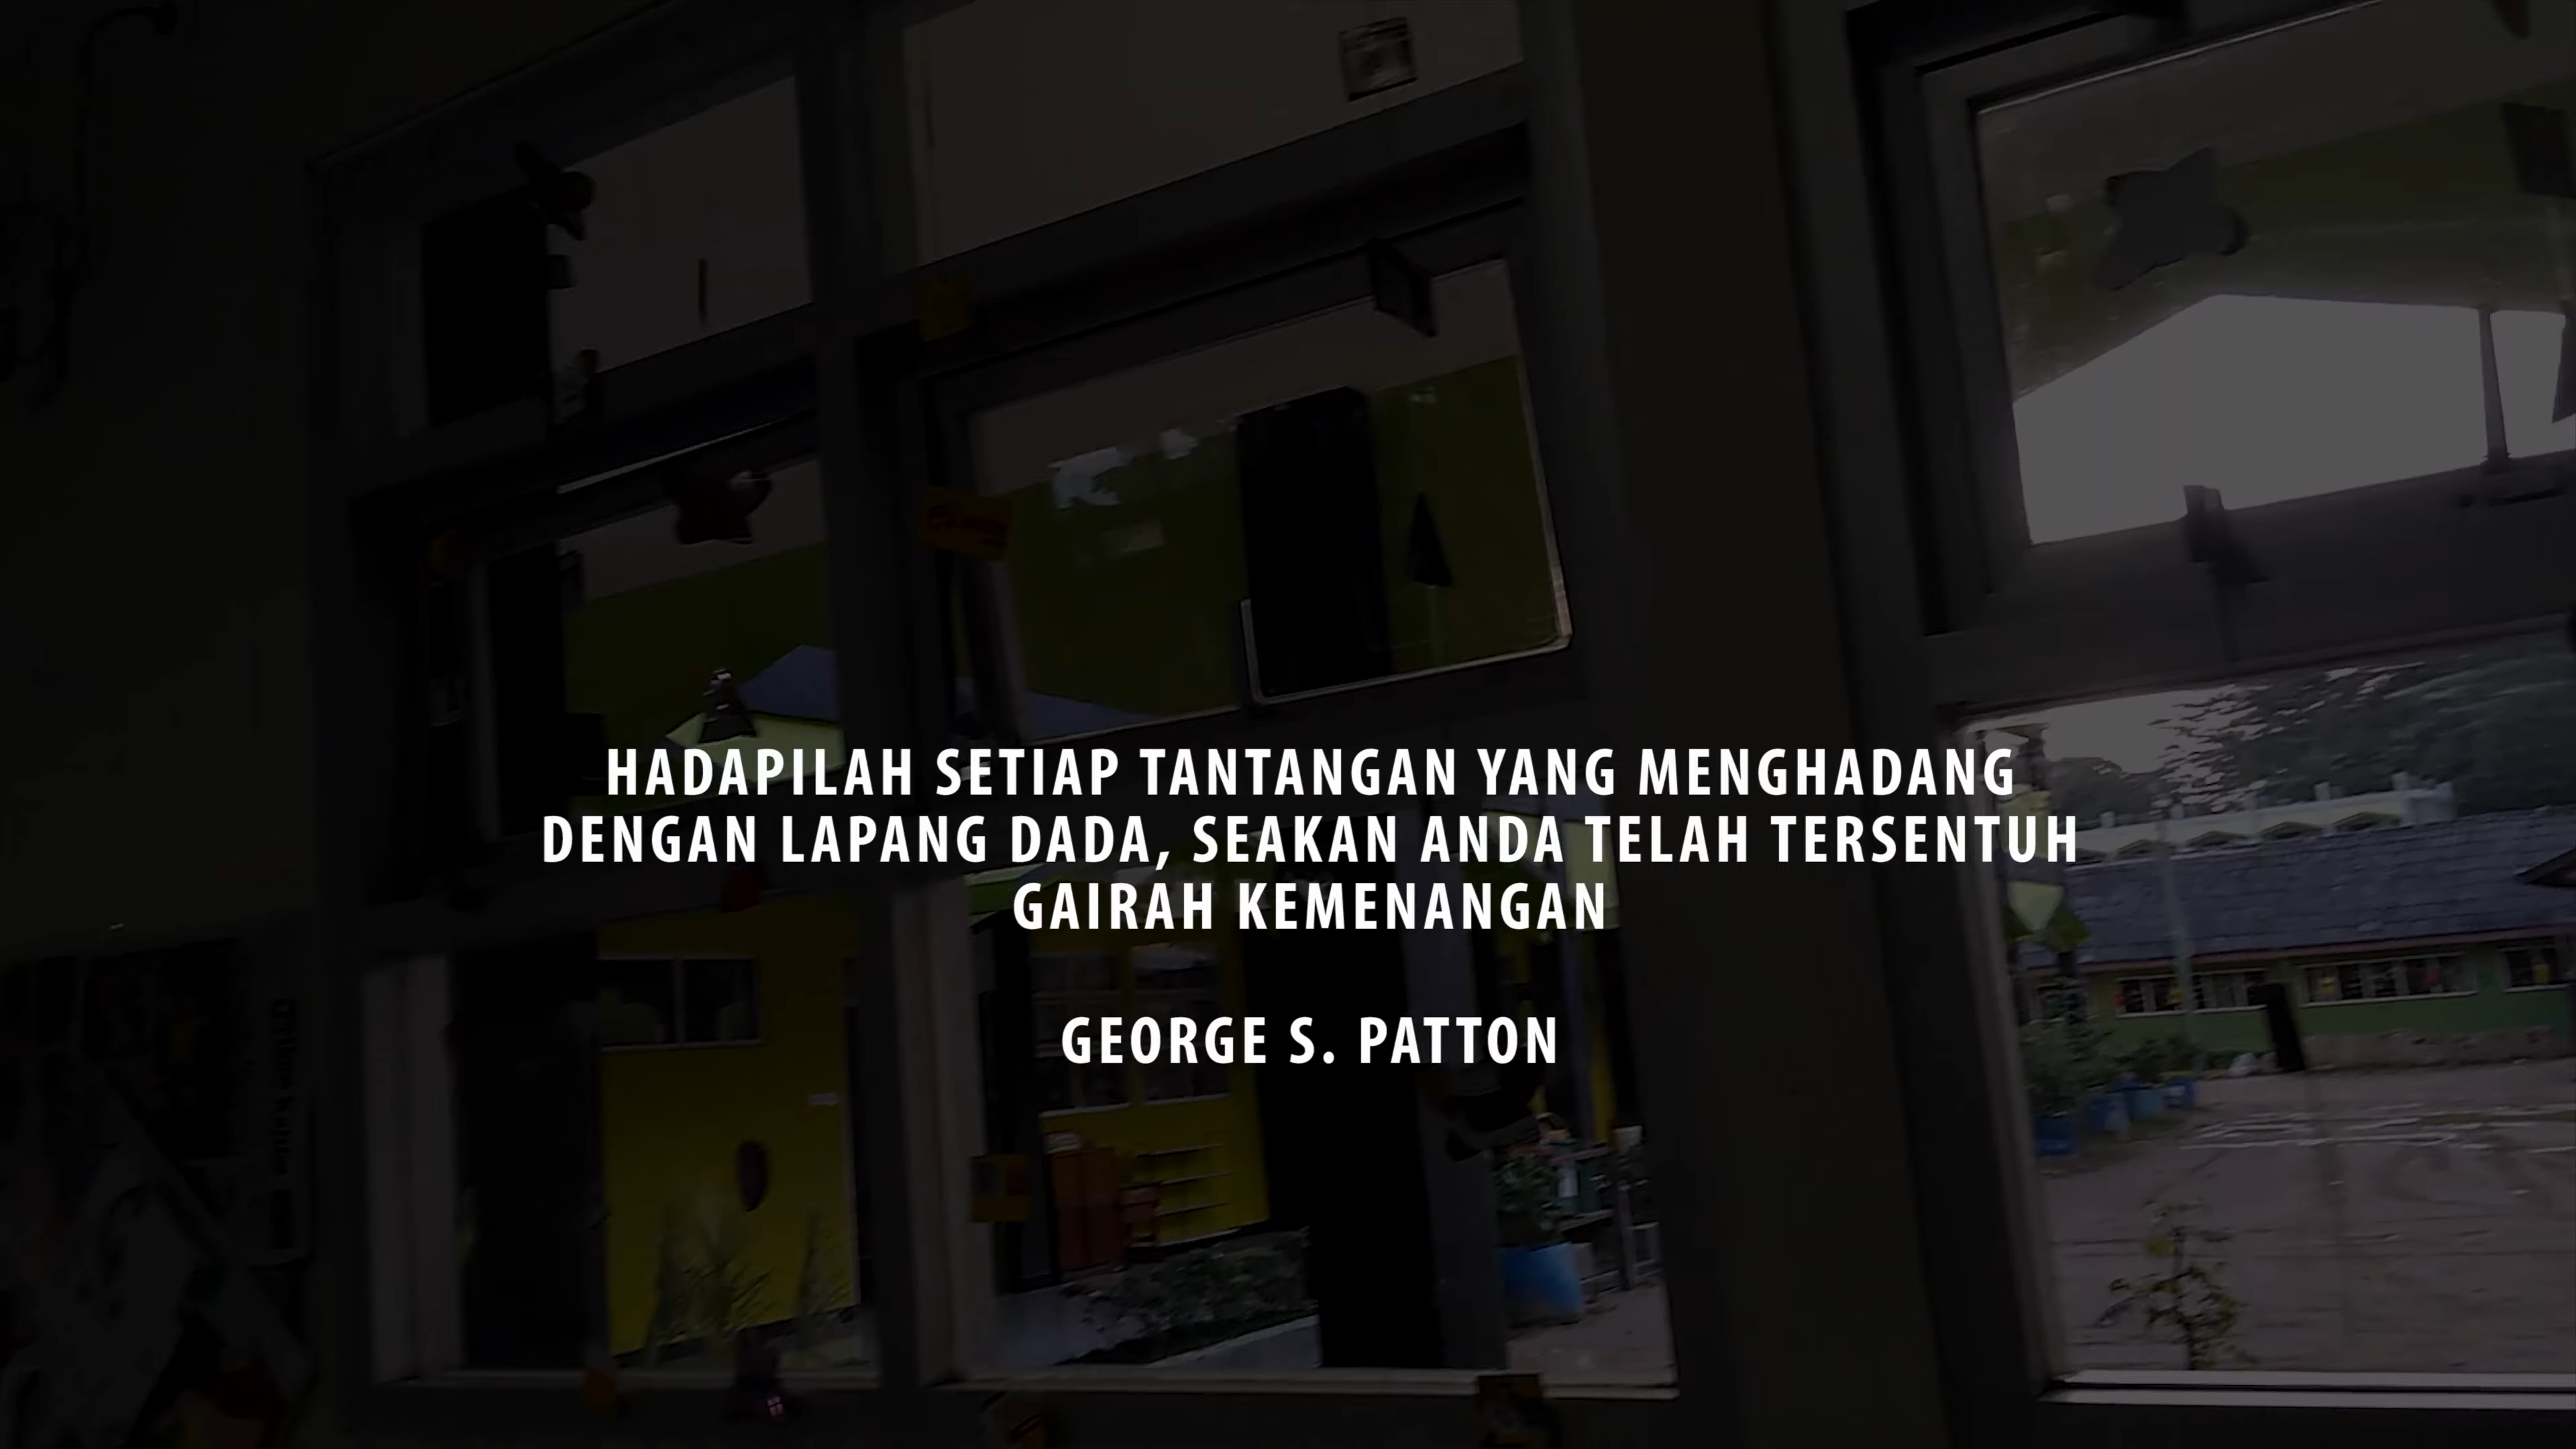 HADAPILAH SETIAP TANTANGAN YANG MENGHADANG
DENGAN LAPANG DADA, SEAKAN ANDA TELAH TERSENTUH
GAIRAH KEMENANGAN
GEORGE S. PATTON